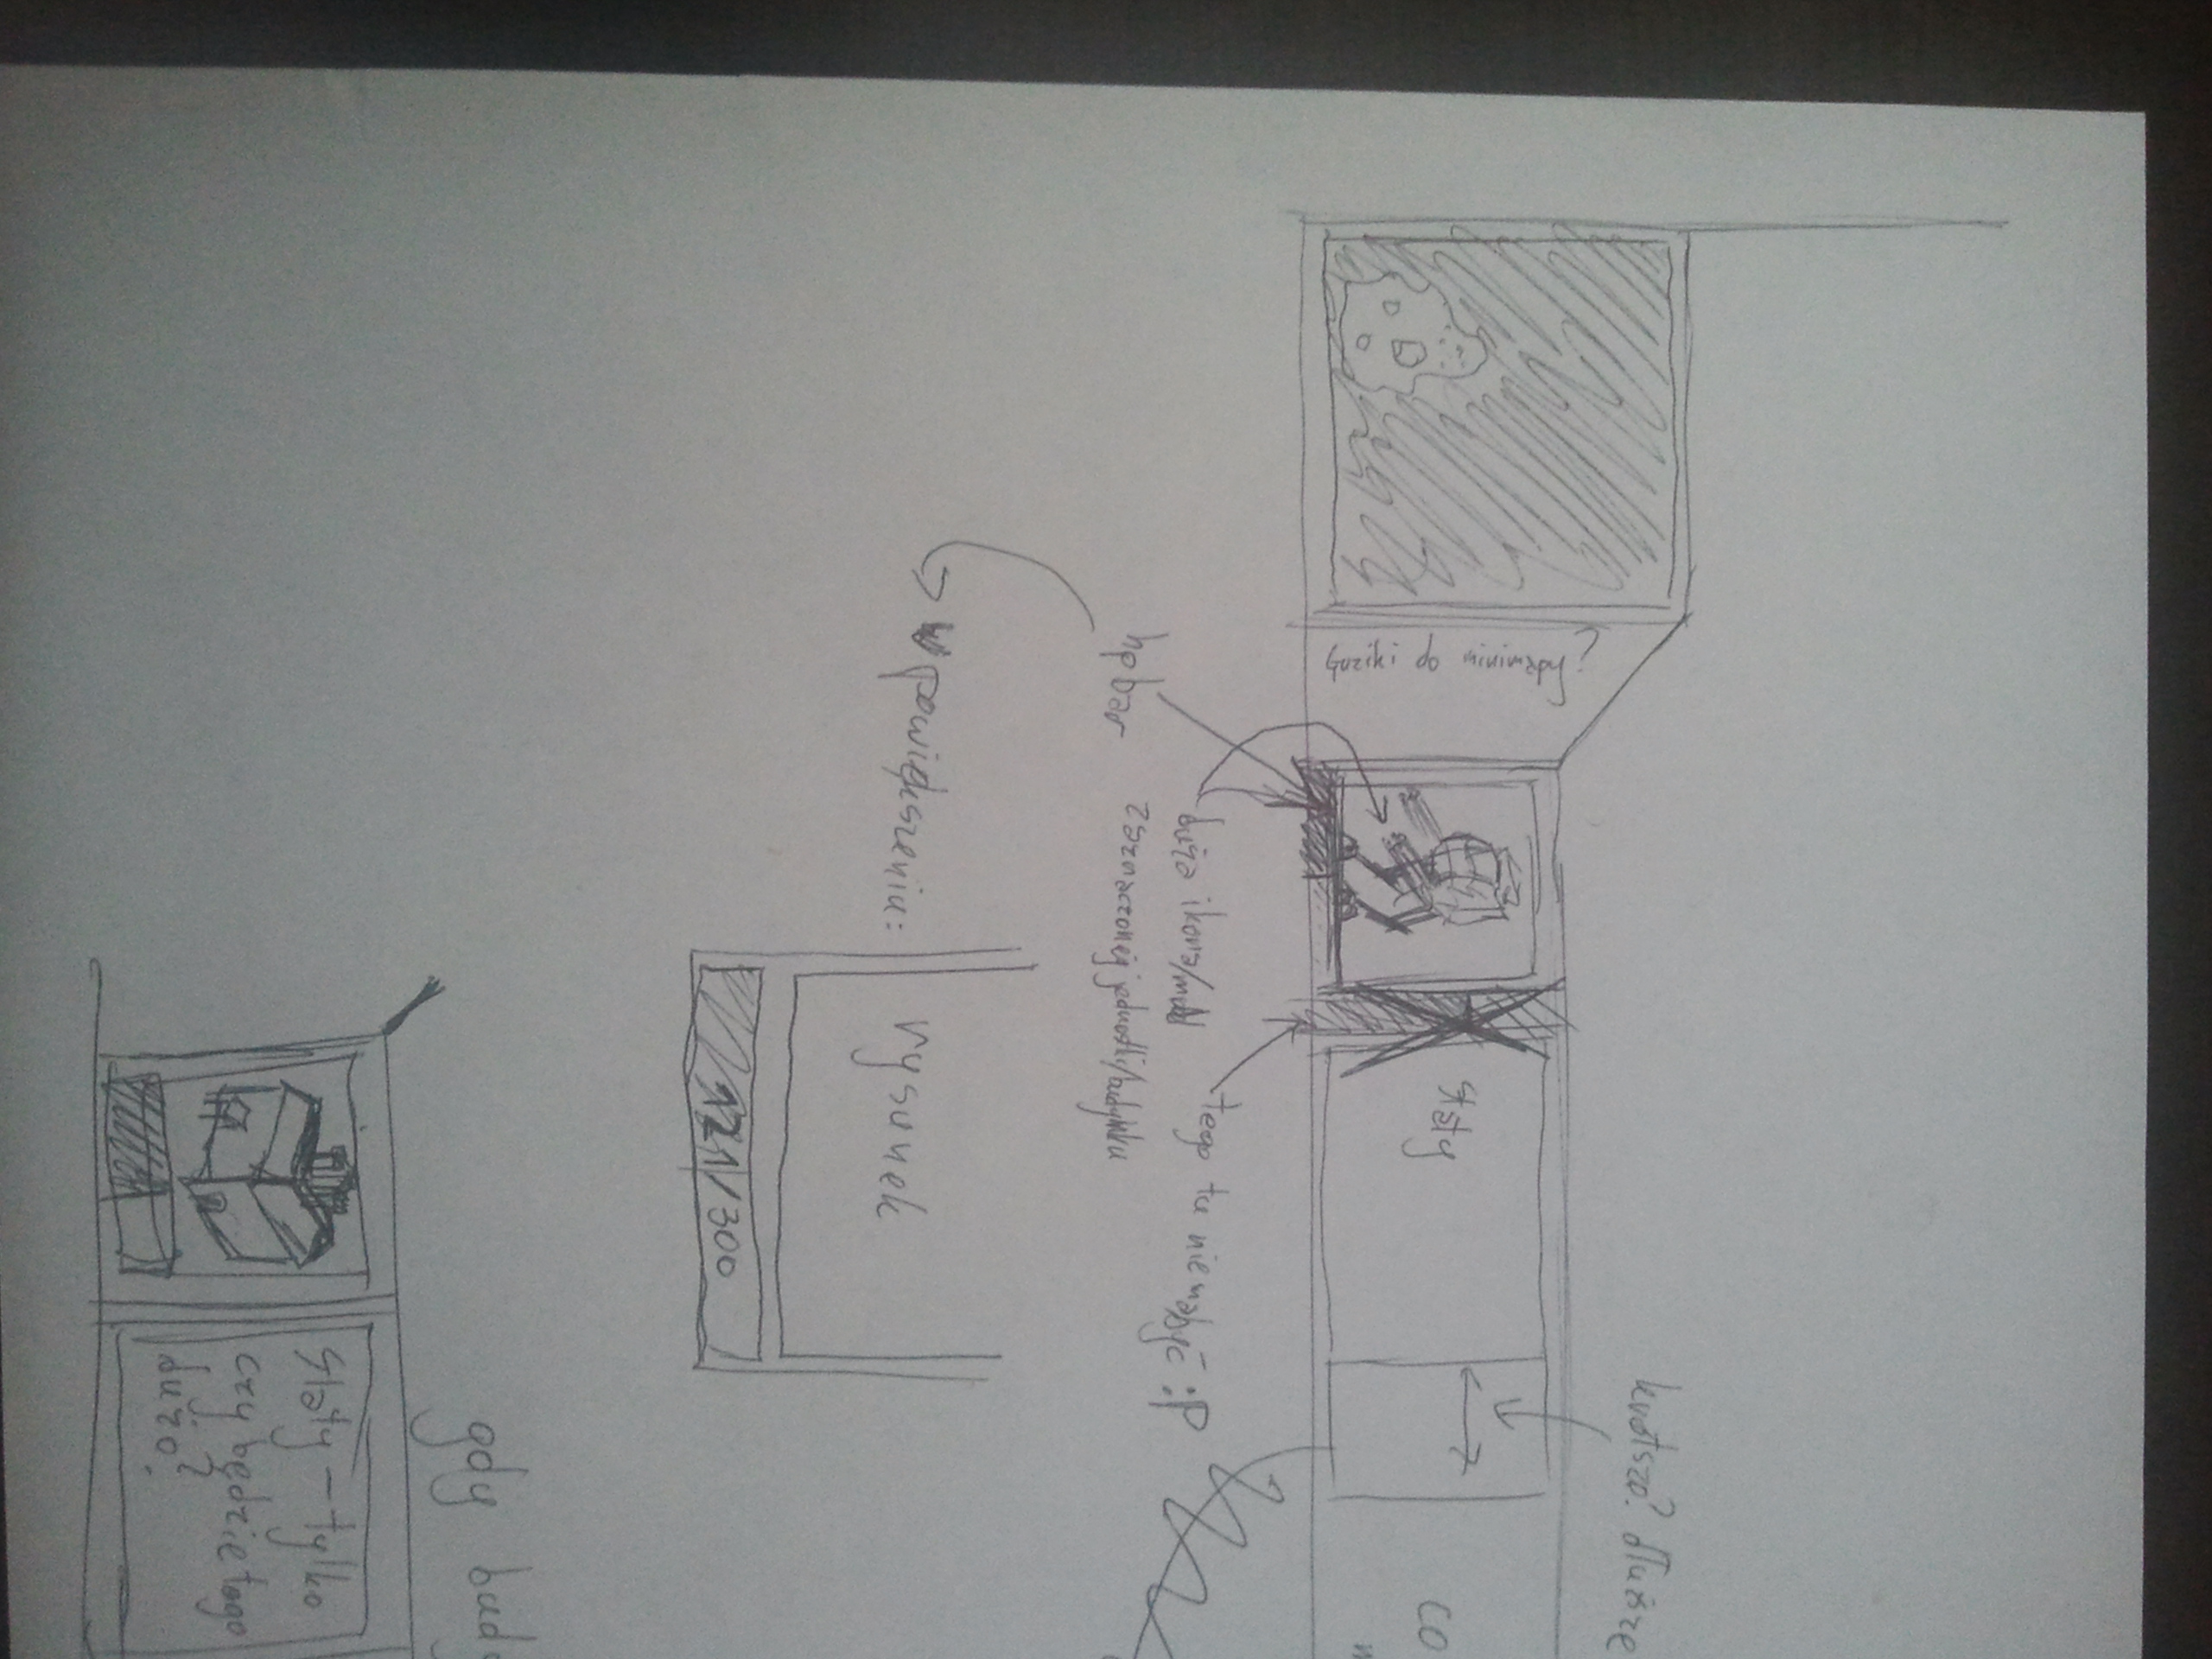 krótsze? dłuższe
Guziki do minimapy?
staty
co
hp bar
duża ikona/model
zaznaczonej jednostki/budynku
tego tu nie ma być :P
w powiększeniu:
rysunek
121/300
gdy bud
staty – tylko
czy będzie tego
dużo?